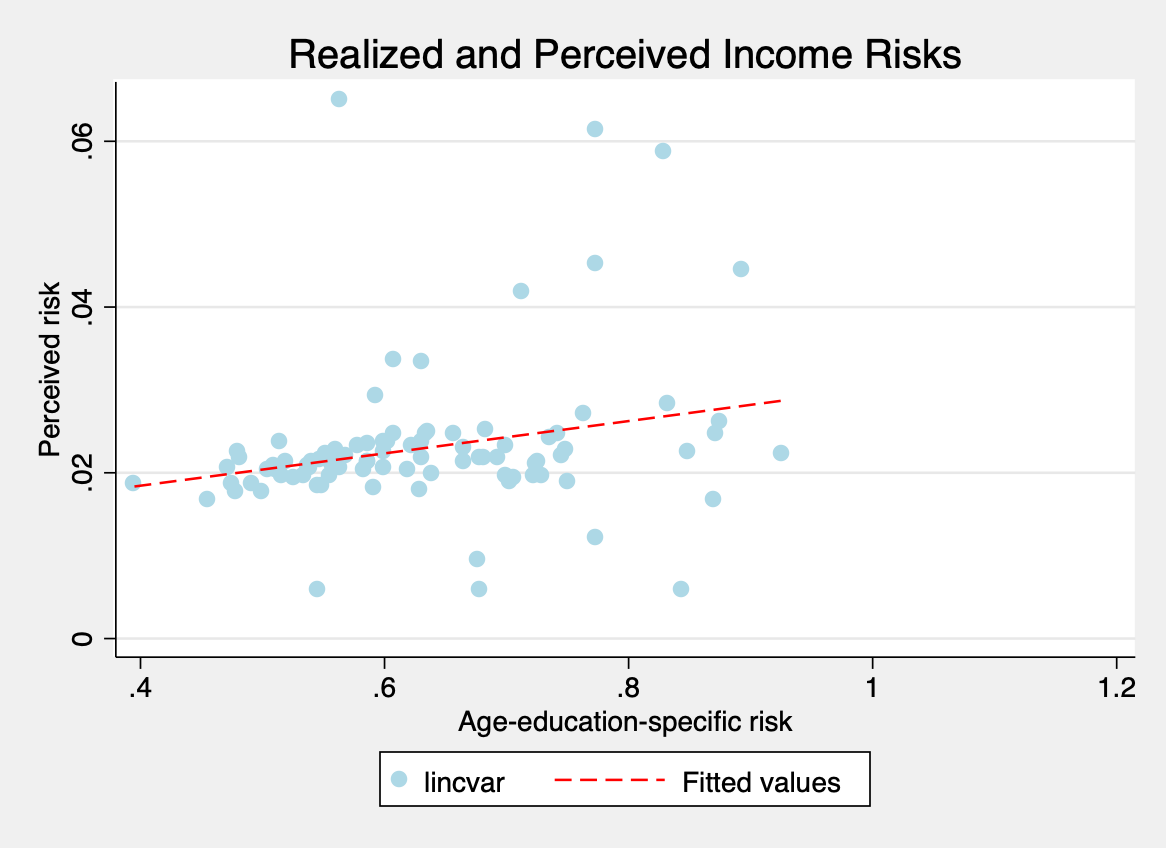 Realized and Perceived Income Risks
Perceived risk
.06
.04
.02
0
.4 .6 .8 1 1.2
Age-education-specific risk
lincvar Fitted values